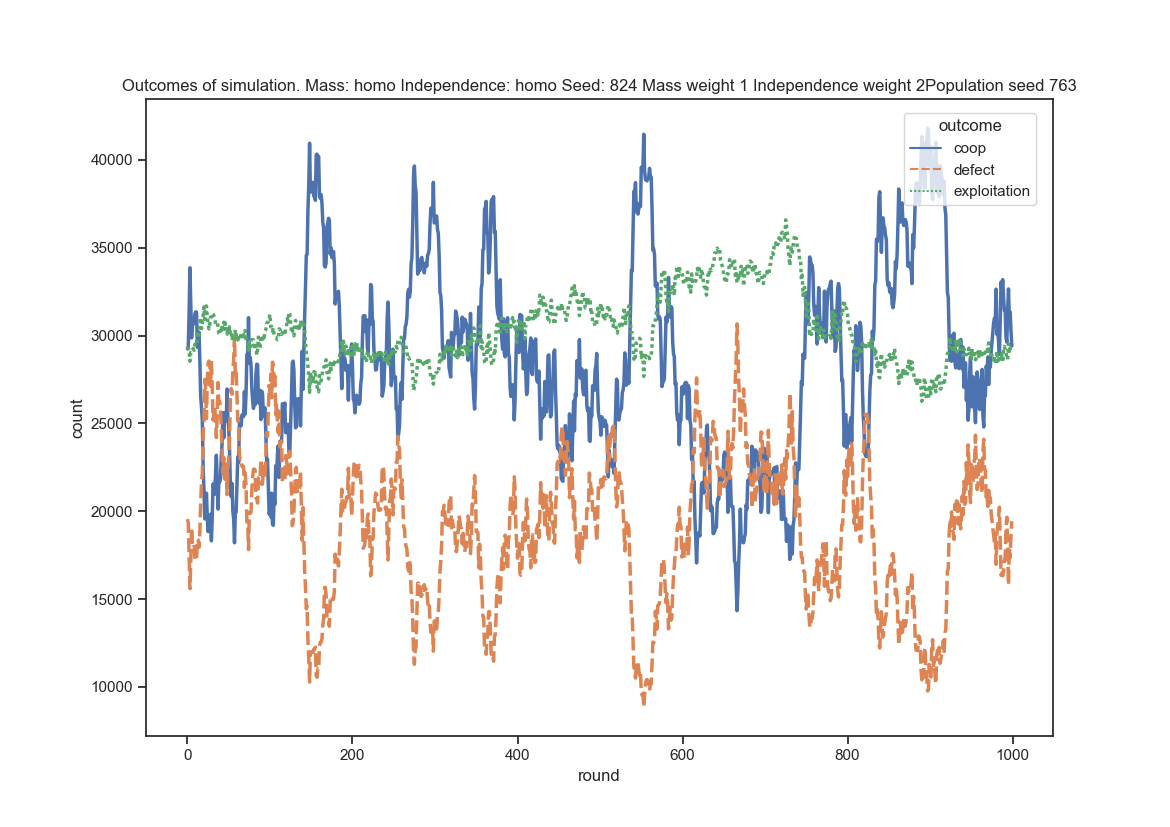 Outcomes of simulation. Mass: homo Independence: homo Seed: 824 Mass weight 1 Independence weight 2Population seed 763
outcome
coop
defect
exploitation
40000
35000
30000
25000
20000
15000
10000
count
0 200 400 600 800 1000
round